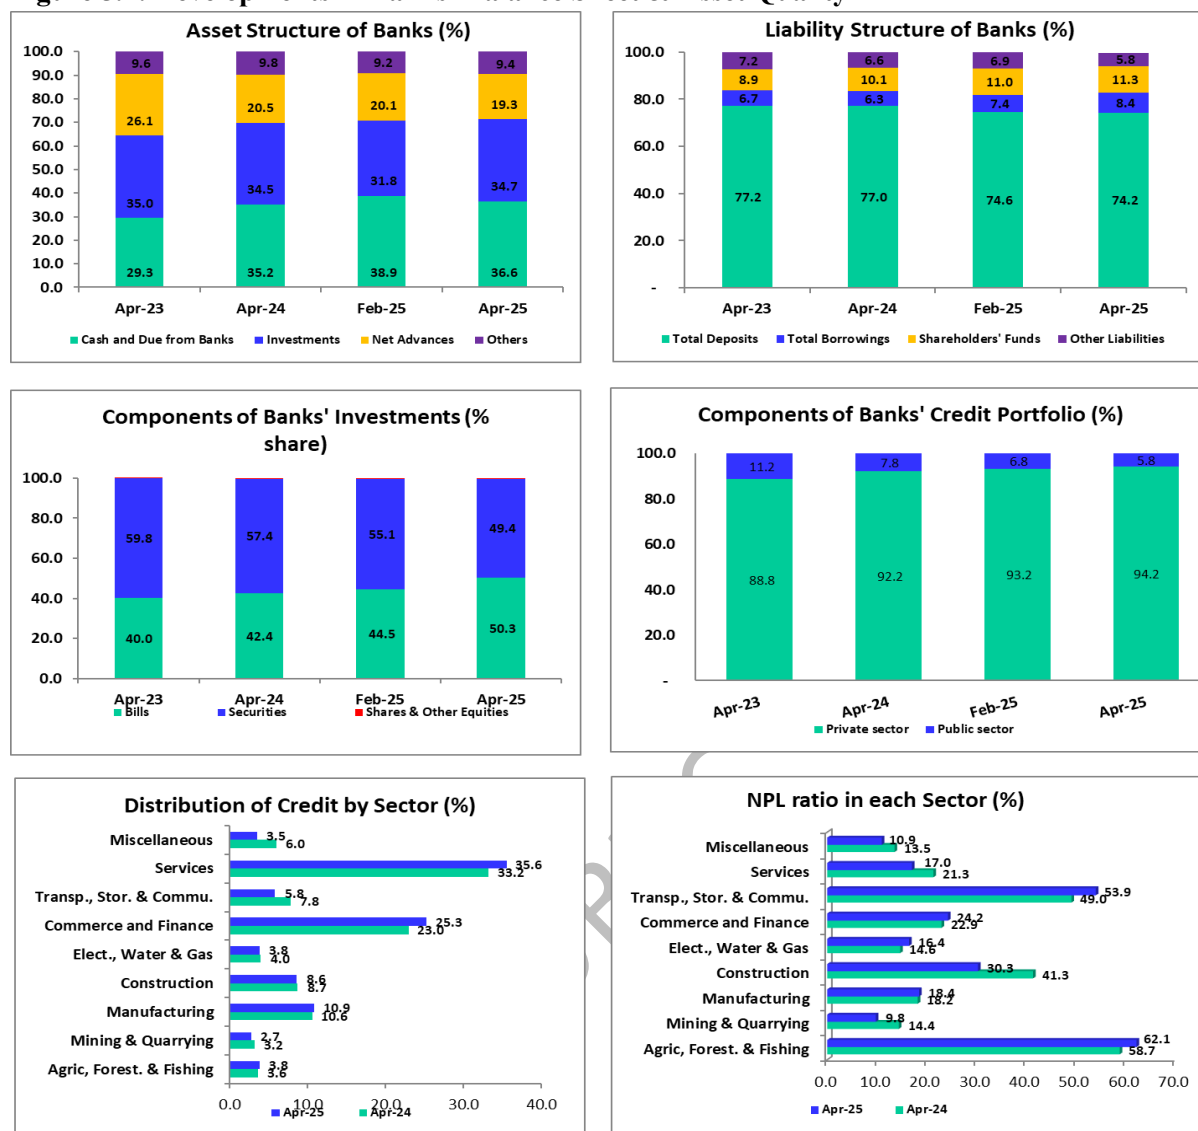 Asset Structure of Banks (%)
100.0
90.0
80.0
70.0
60.0
50.0
40.0
30.0
20.0
10.0
0.0
9.6 9.8 9.2 9.4
26.1 20.5 20.1 19.3
35.0 34.5 31.8 34.7
29.3 35.2 38.9 36.6
Apr-23 Apr-24 Feb-25 Apr-25
Cash and Due from Banks Investments Net Advances Others
Liability Structure of Banks (%)
100.0
80.0
60.0
40.0
20.0
-
7.2 6.6 6.9 5.8
8.9 10.1 11.0 11.3
6.7 6.3 7.4 8.4
77.2 77.0 74.6 74.2
Apr-23 Apr-24 Feb-25 Apr-25
Total Deposits Total Borrowings Shareholders' Funds Other Liabilities
Components of Banks' Investments (%
share)
100.0
80.0
60.0
40.0
20.0
0.0
59.8 57.4 55.1 49.4
40.0 42.4 44.5 50.3
Apr-23 Apr-24 Feb-25 Apr-25
Bills Securities Shares & Other Equities
Components of Banks' Credit Portfolio (%)
100.0
80.0
60.0
40.0
20.0
-
11.2 7.8 6.8 5.8
88.8 92.2 93.2 94.2
Apr-23 Apr-24 Feb-25 Apr-25
Private sector Public sector
Distribution of Credit by Sector (%)
Miscellaneous 3.5 6.0
Services 35.6 33.2
Transp., Stor. & Commu. 5.8 7.8
Commerce and Finance 25.3 23.0
Elect., Water & Gas 3.8 4.0
Construction 8.6 8.7
Manufacturing 10.9 10.6
Mining & Quarrying 2.7 3.2
Agric, Forest. & Fishing 3.8 3.6
0.0 10.0 20.0 30.0 40.0
Apr-25 Apr-24
NPL ratio in each Sector (%)
Miscellaneous 10.9 13.5
Services 17.0 21.3
Transp., Stor. & Commu. 53.9 49.0
Commerce and Finance 24.2 22.9
Elect., Water & Gas 16.4 14.6
Construction 30.3 41.3
Manufacturing 18.4 18.2
Mining & Quarrying 9.8 14.4
Agric, Forest. & Fishing 62.1 58.7
0.0 10.0 20.0 30.0 40.0 50.0 60.0 70.0
Apr-25 Apr-24